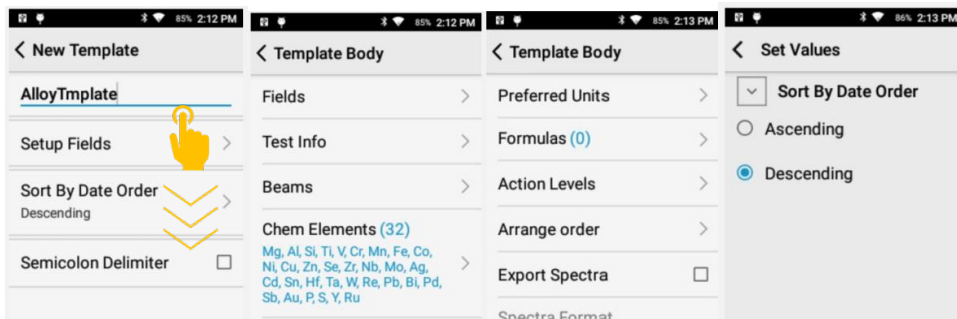 85% 2:12 PM
New Template
AlloyTmplate
Setup Fields
Sort By Date Order
Descending
Semicolon Delimiter
85% 2:12 PM
Template Body
Fields
Test Info
Beams
Chem Elements (32)
Mg, Al, Si, Ti, V, Cr, Mn, Fe, Co,
Ni, Cu, Zn, Se, Zr, Nb, Mo, Ag,
Cd, Sn, Hf, Ta, W, Re, Pb, Bi, Pd,
Sb, Au, P, S, Y, Ru
85% 2:13 PM
Template Body
Preferred Units
Formulas (0)
Action Levels
Arrange order
Export Spectra
Spectra Format
86% 2:13 PM
Set Values
Sort By Date Order
Ascending
Descending